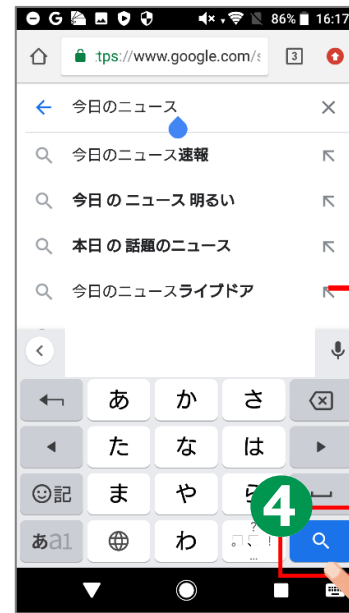 G 86% 16:17
tps://www.google.com/s 3
今日のニュース
今日のニュース速報
今日 の ニュース 明るい
本日 の 話題のニュース
今日のニュースライブドア
あ か さ
た な は
記 ま や ら
4
あa1 わ 。?、!
…